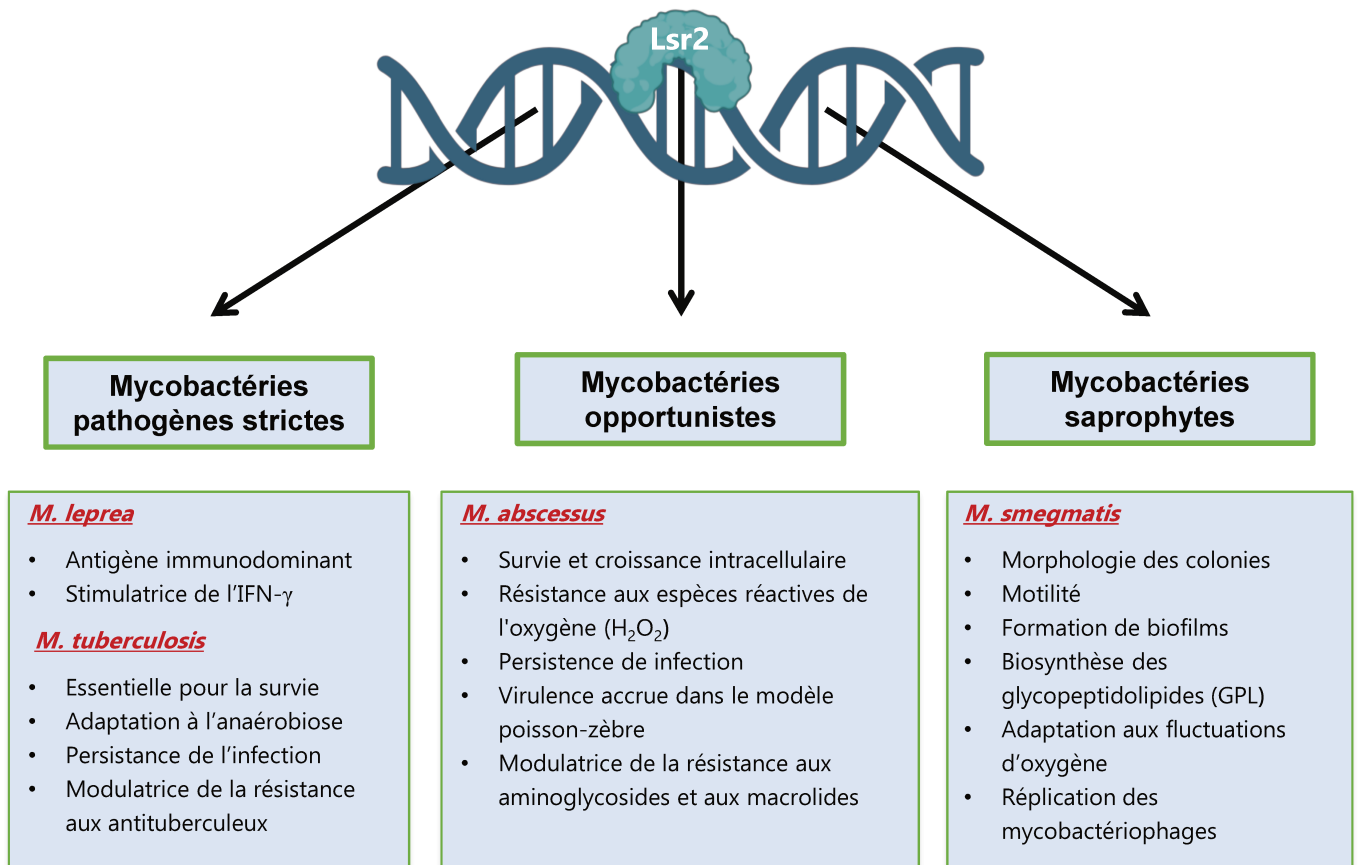 Lsr2
Mycobactéries
pathogènes strictes
Mycobactéries
opportunistes
Mycobactéries
saprophytes
M. leprea
• Antigène immunodominant
• Stimulatrice de l’IFN-γ
M. tuberculosis
• Essentielle pour la survie
• Adaptation à l’anaérobiose
• Persistance de l’infection
• Modulatrice de la résistance
aux antituberculeux
M. abscessus
• Survie et croissance intracellulaire
• Résistance aux espèces réactives de
l'oxygène (H₂O₂)
• Persistence de infection
• Virulence accrue dans le modèle
poisson-zèbre
• Modulatrice de la résistance aux
aminoglycosides et aux macrolides
M. smegmatis
• Morphologie des colonies
• Motilité
• Formation de biofilms
• Biosynthèse des
glycopeptidolipides (GPL)
• Adaptation aux fluctuations
d’oxygène
• Réplication des
mycobactériophages